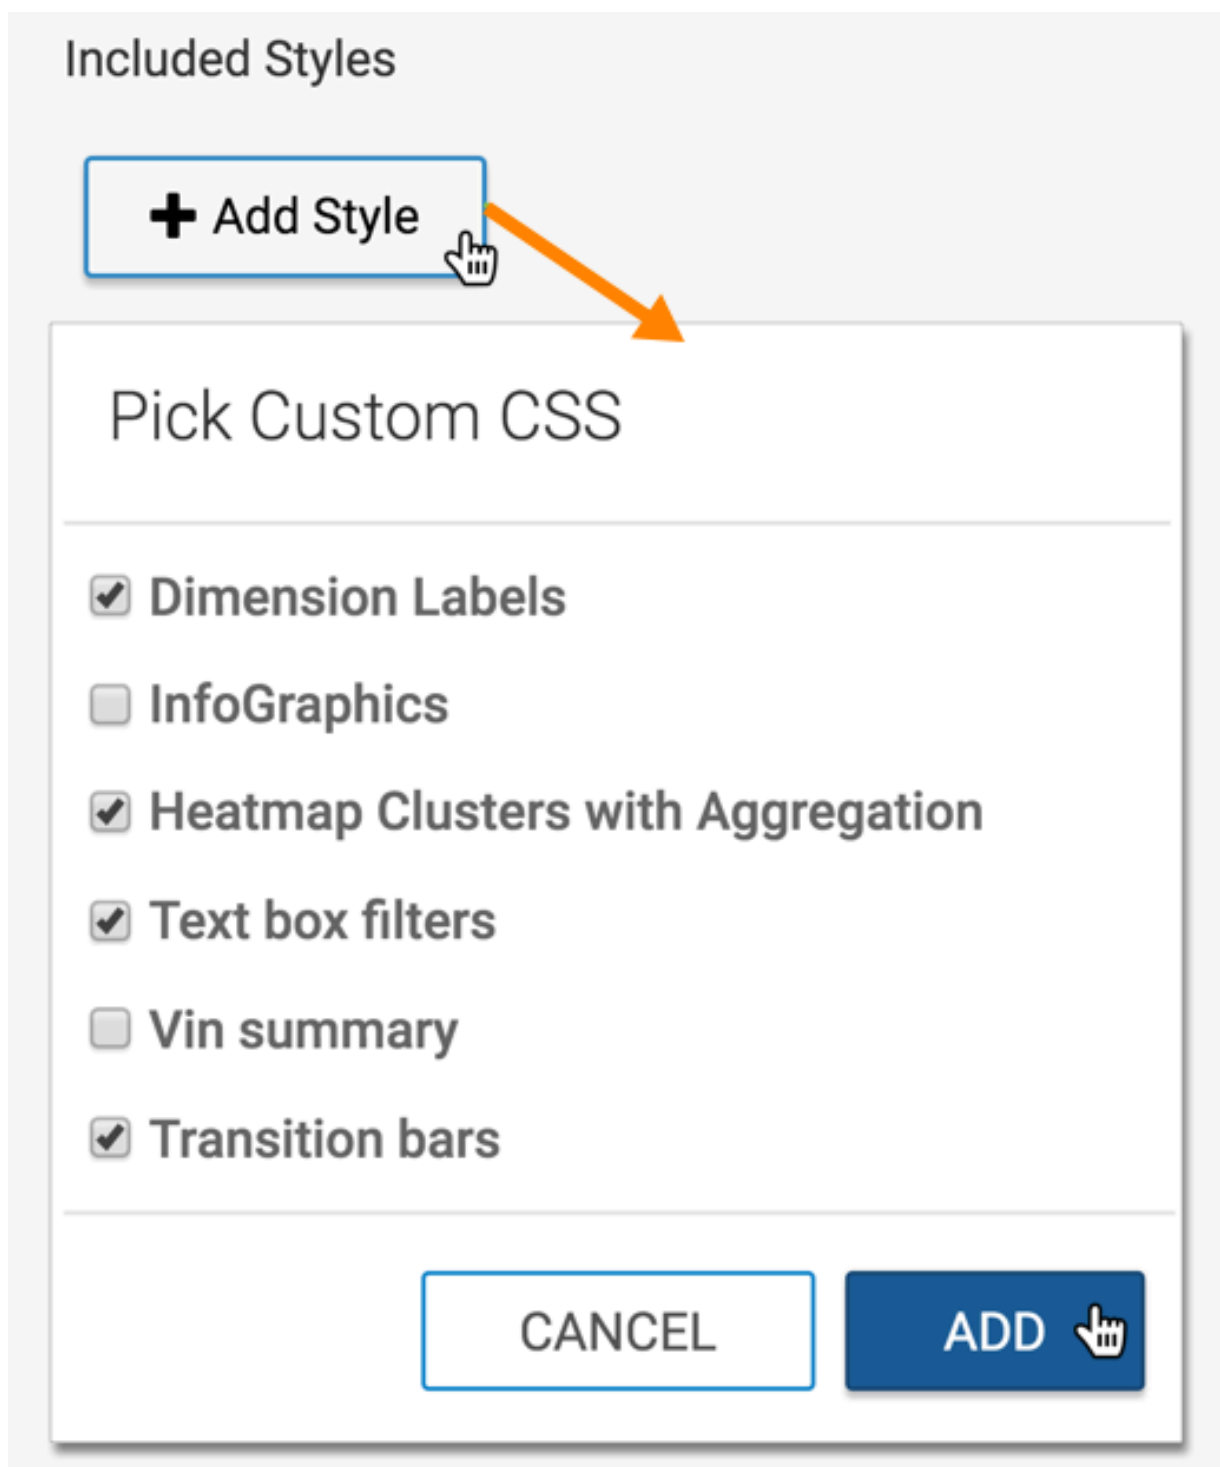 Included Styles
Add Style
Pick Custom CSS
Dimension Labels
InfoGraphics
Heatmap Clusters with Aggregation
Text box filters
Vin summary
Transition bars
CANCEL
ADD